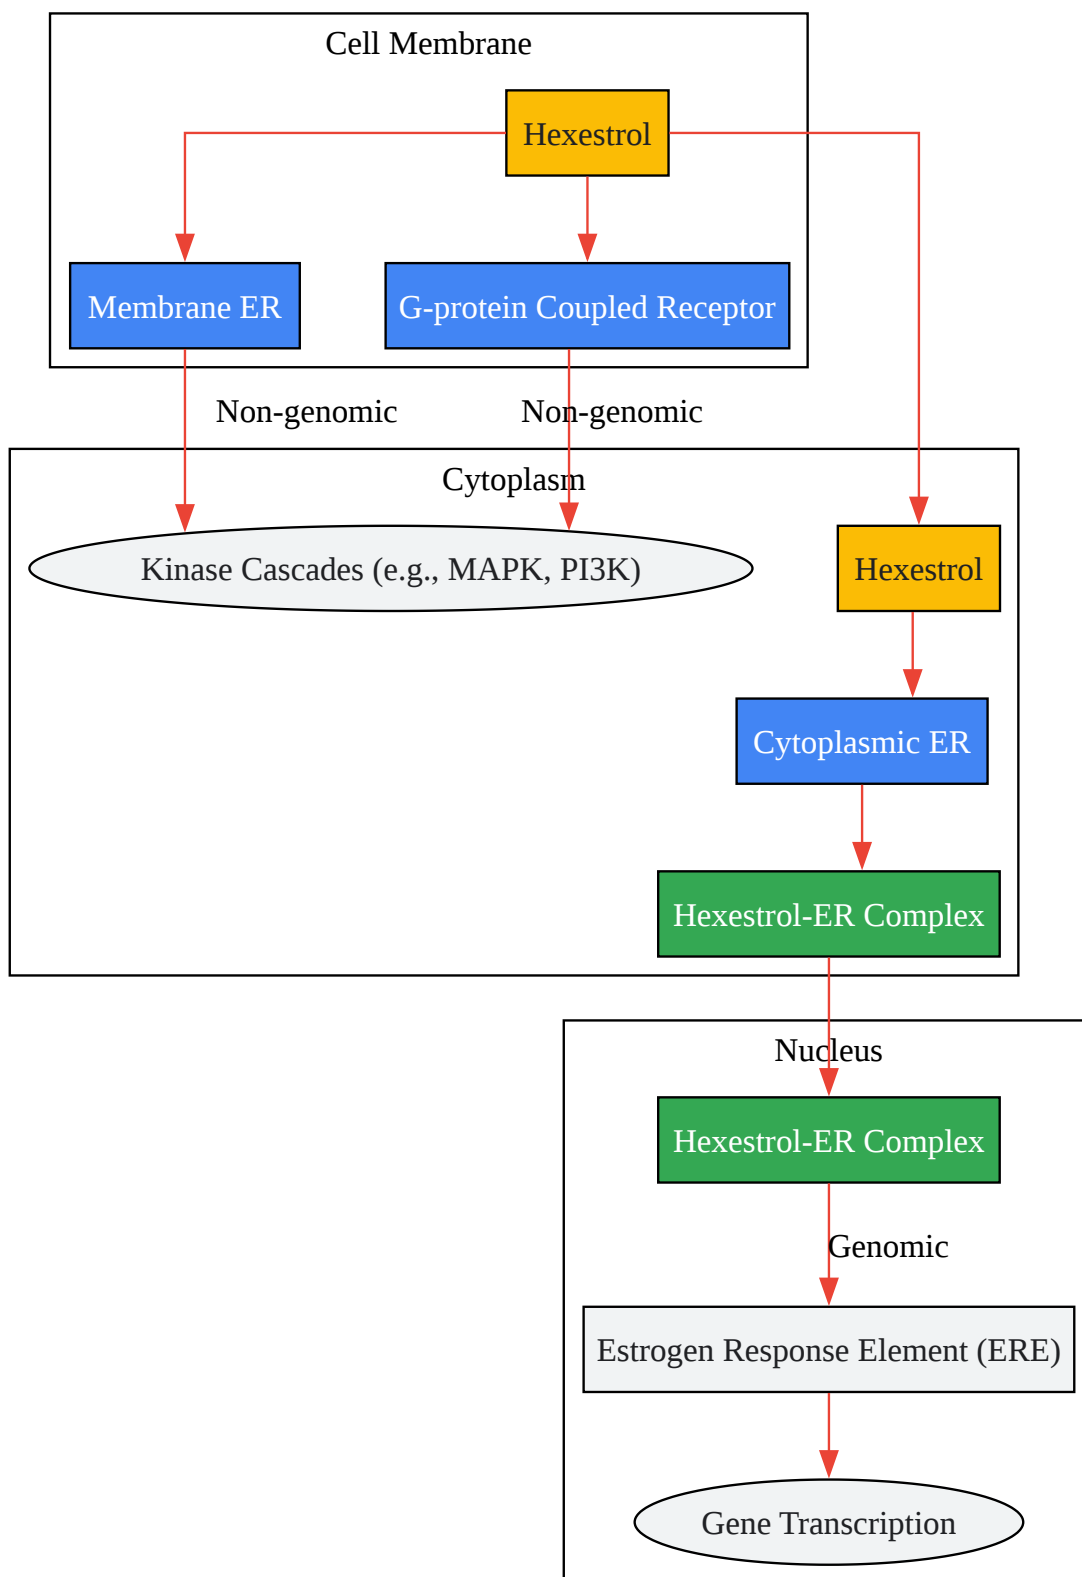 Cell Membrane
Hexestrol
Membrane ER
G-protein Coupled Receptor
Non-genomic
Non-genomic
Cytoplasm
Kinase Cascades (e.g., MAPK, PI3K)
Hexestrol
Cytoplasmic ER
Hexestrol-ER Complex
Nucleus
Hexestrol-ER Complex
Genomic
Estrogen Response Element (ERE)
Gene Transcription